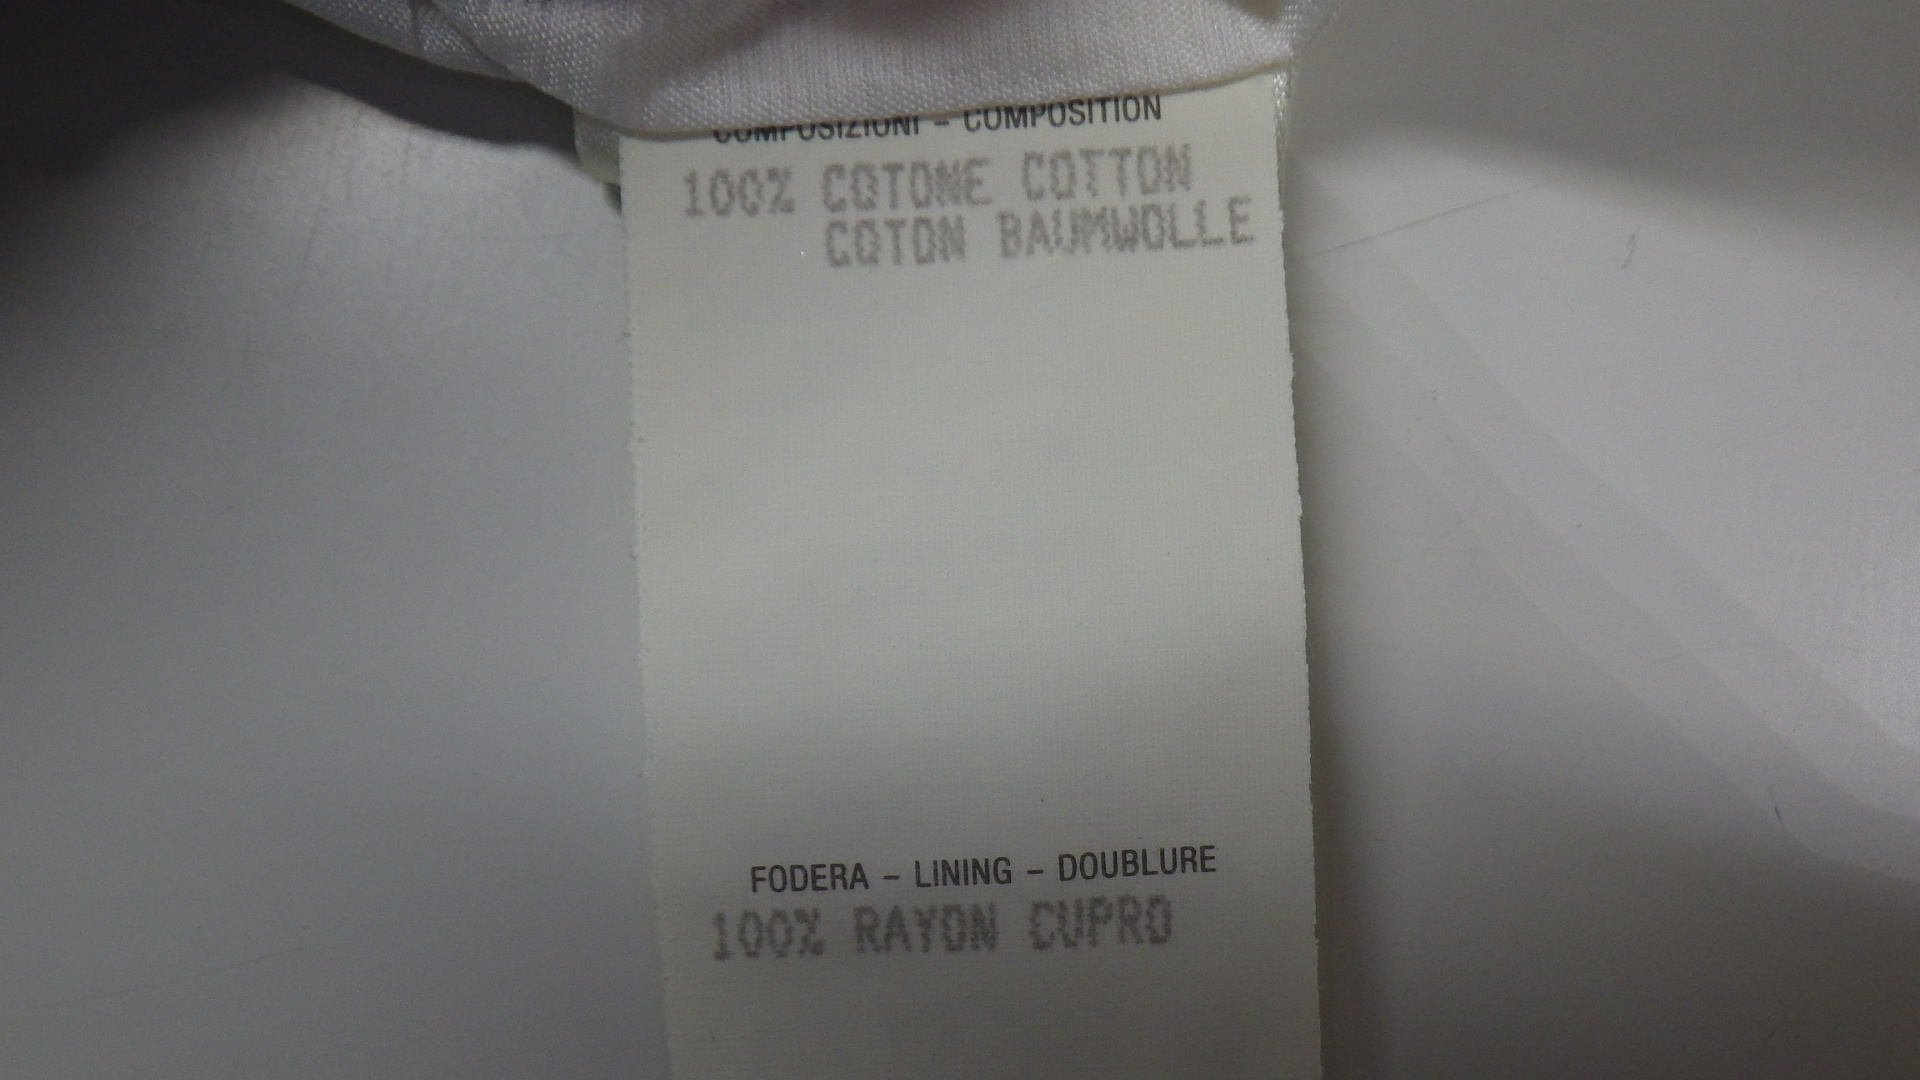 COMPOSIZIONI – COMPOSITION
100% COTONE COTTON
COTON BAUMWOLLE
FODERA – LINING – DOUBLURE
100% RAYON CUPRO